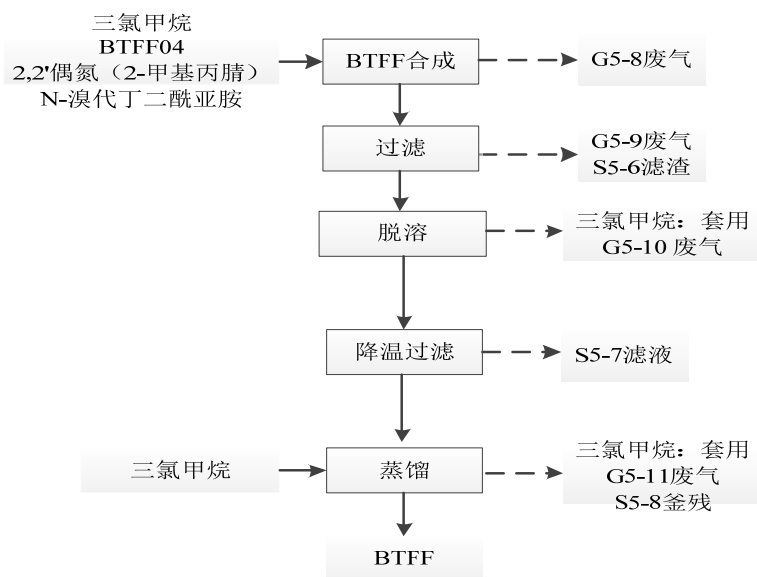 三氯甲烷
BTFF04
2,2'偶氮（2-甲基丙腈）
N-溴代丁二酰亚胺
BTFF合成
G5-8废气
过滤
G5-9废气
S5-6滤渣
脱溶
三氯甲烷：套用
G5-10 废气
降温过滤
S5-7滤液
三氯甲烷
蒸馏
三氯甲烷：套用
G5-11废气
S5-8釜残
BTFF